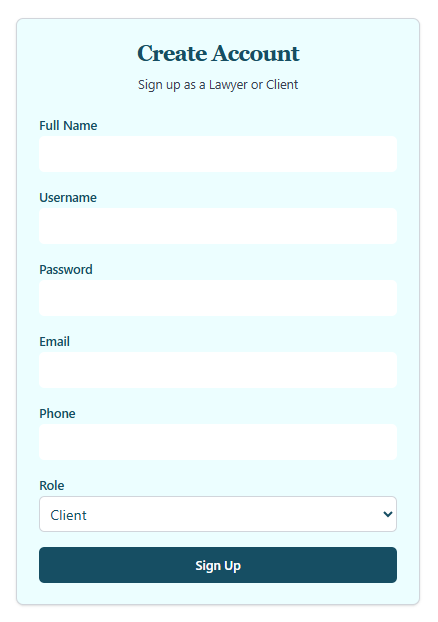 Create Account
Sign up as a Lawyer or Client
Full Name
Username
Password
Email
Phone
Role
Client
Sign Up